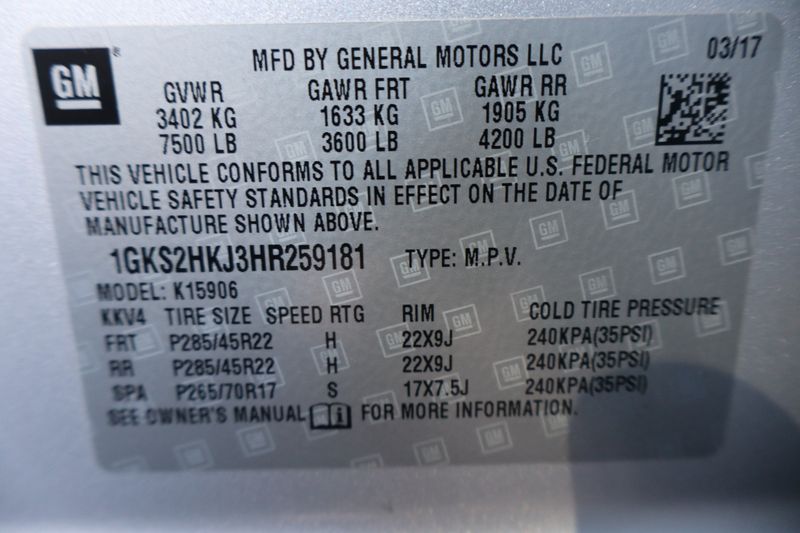 GM
MFD BY GENERAL MOTORS LLC 03/17
GVWR GAWR FRT GAWR RR
3402 KG 1633 KG 1905 KG
7500 LB 3600 LB 4200 LB
THIS VEHICLE CONFORMS TO ALL APPLICABLE U.S. FEDERAL MOTOR
VEHICLE SAFETY STANDARDS IN EFFECT ON THE DATE OF
MANUFACTURE SHOWN ABOVE.
1GKS2HKJ3HR259181 TYPE: M.P.V.
MODEL: K15906
KKV4 TIRE SIZE SPEED RTG RIM COLD TIRE PRESSURE
FRT P285/45R22 H 22X9J 240KPA(35PSI)
RR P285/45R22 H 22X9J 240KPA(35PSI)
SPA P265/70R17 S 17X7.5J 240KPA(35PSI)
SEE OWNER'S MANUAL FOR MORE INFORMATION.